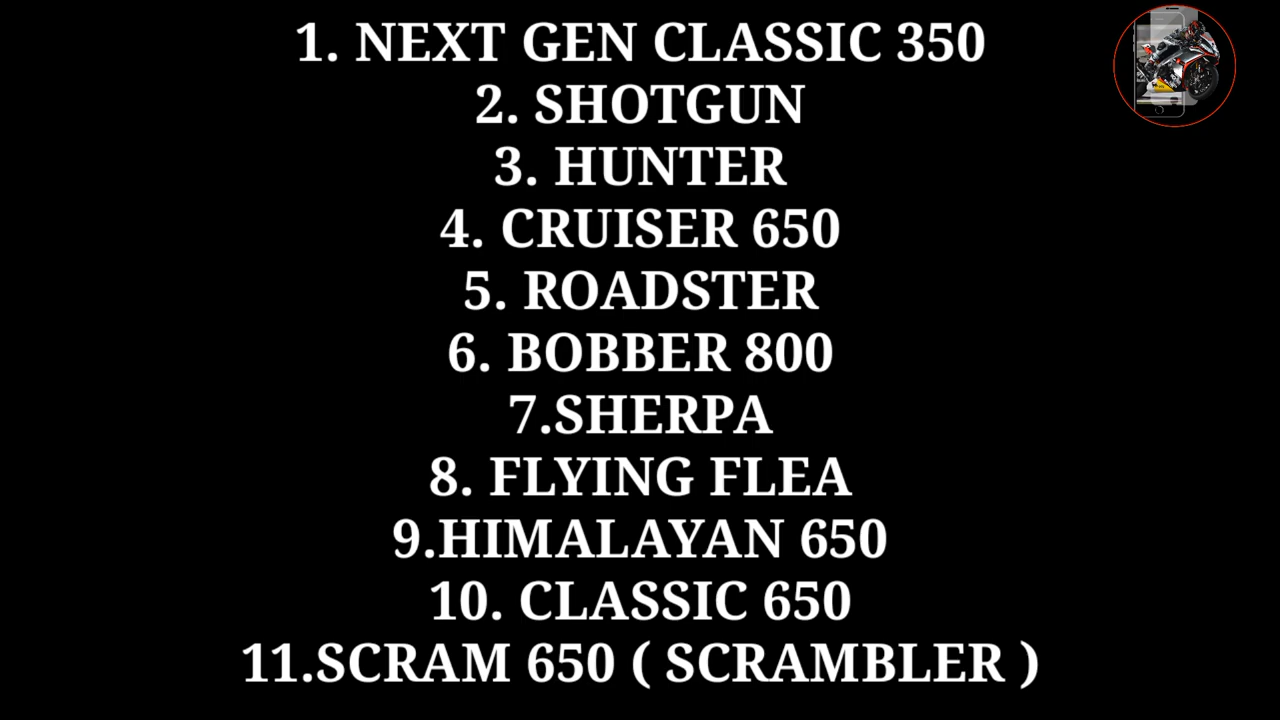 1. NEXT GEN CLASSIC 350
2. SHOTGUN
3. HUNTER
4. CRUISER 650
5. ROADSTER
6. BOBBER 800
7.SHERPA
8. FLYING FLEA
9.HIMALAYAN 650
10. CLASSIC 650
11.SCRAM 650 ( SCRAMBLER )